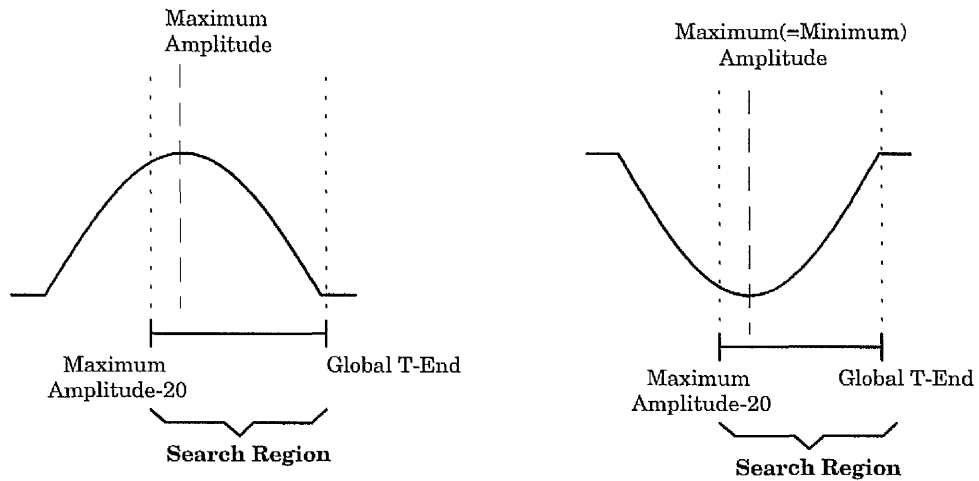 Maximum
Amplitude
Maximum
Amplitude-20
Global T-End
Search Region
Maximum(=Minimum)
Amplitude
Maximum
Amplitude-20
Global T-End
Search Region